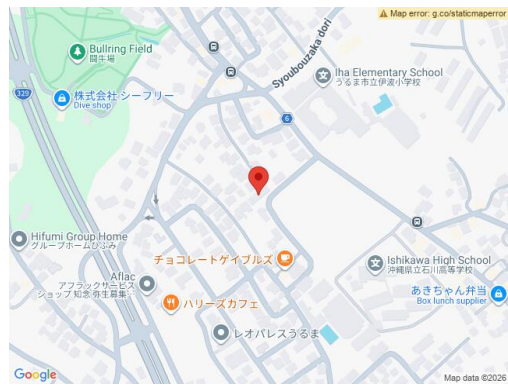 Map error: g.co/staticmaperror
Bullring Field
闘牛場
Syoubouzaka dori
Iha Elementary School
うるま市立伊波小学校
329
株式会社 シーフリー
Dive shop
6
Hifumi Group Home
グループホームひふみ
チョコレートゲイブルズ
Ishikawa High School
沖縄県立石川高等学校
Aflac
アフラックサービス
ショップ 知念 弥生募集…
ハリーズカフェ
あきちゃん弁当
Box lunch supplier
レオパレスうるま
Google
Map data ©2026